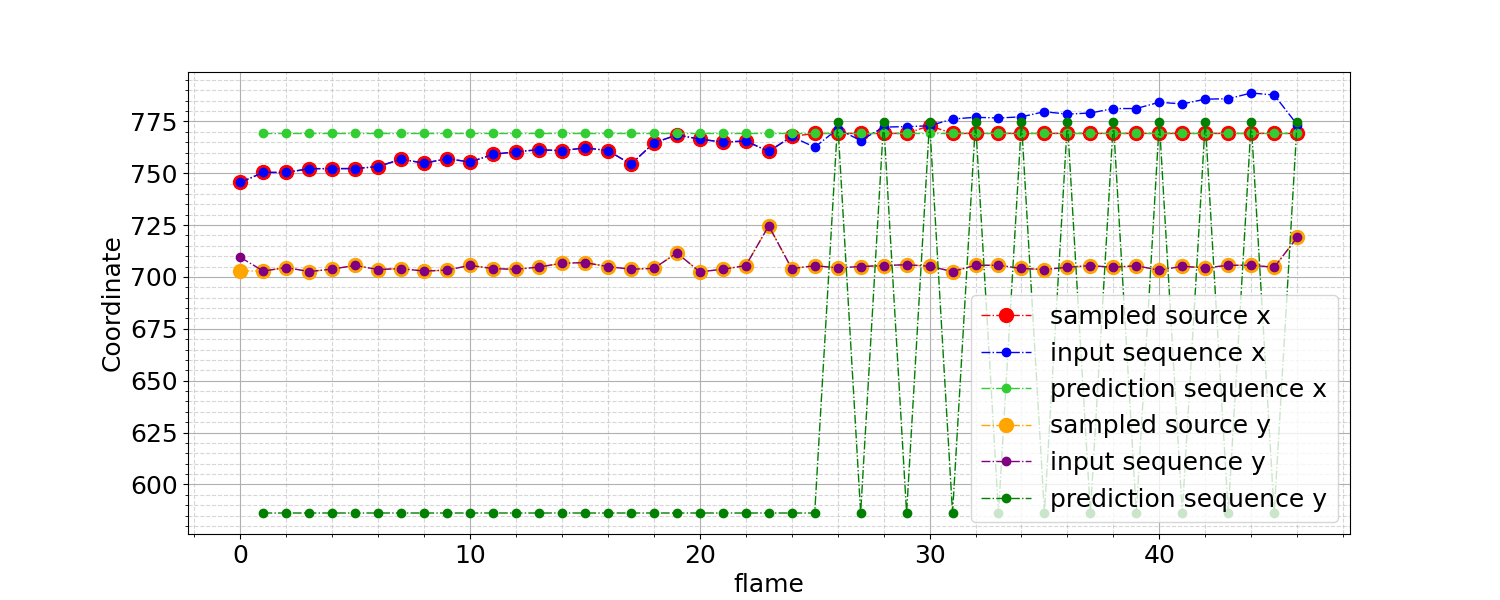 Coordinate
775
750
725
700
675
650
625
600
0 10 20 30 40
flame
sampled source x
input sequence x
prediction sequence x
sampled source y
input sequence y
prediction sequence y